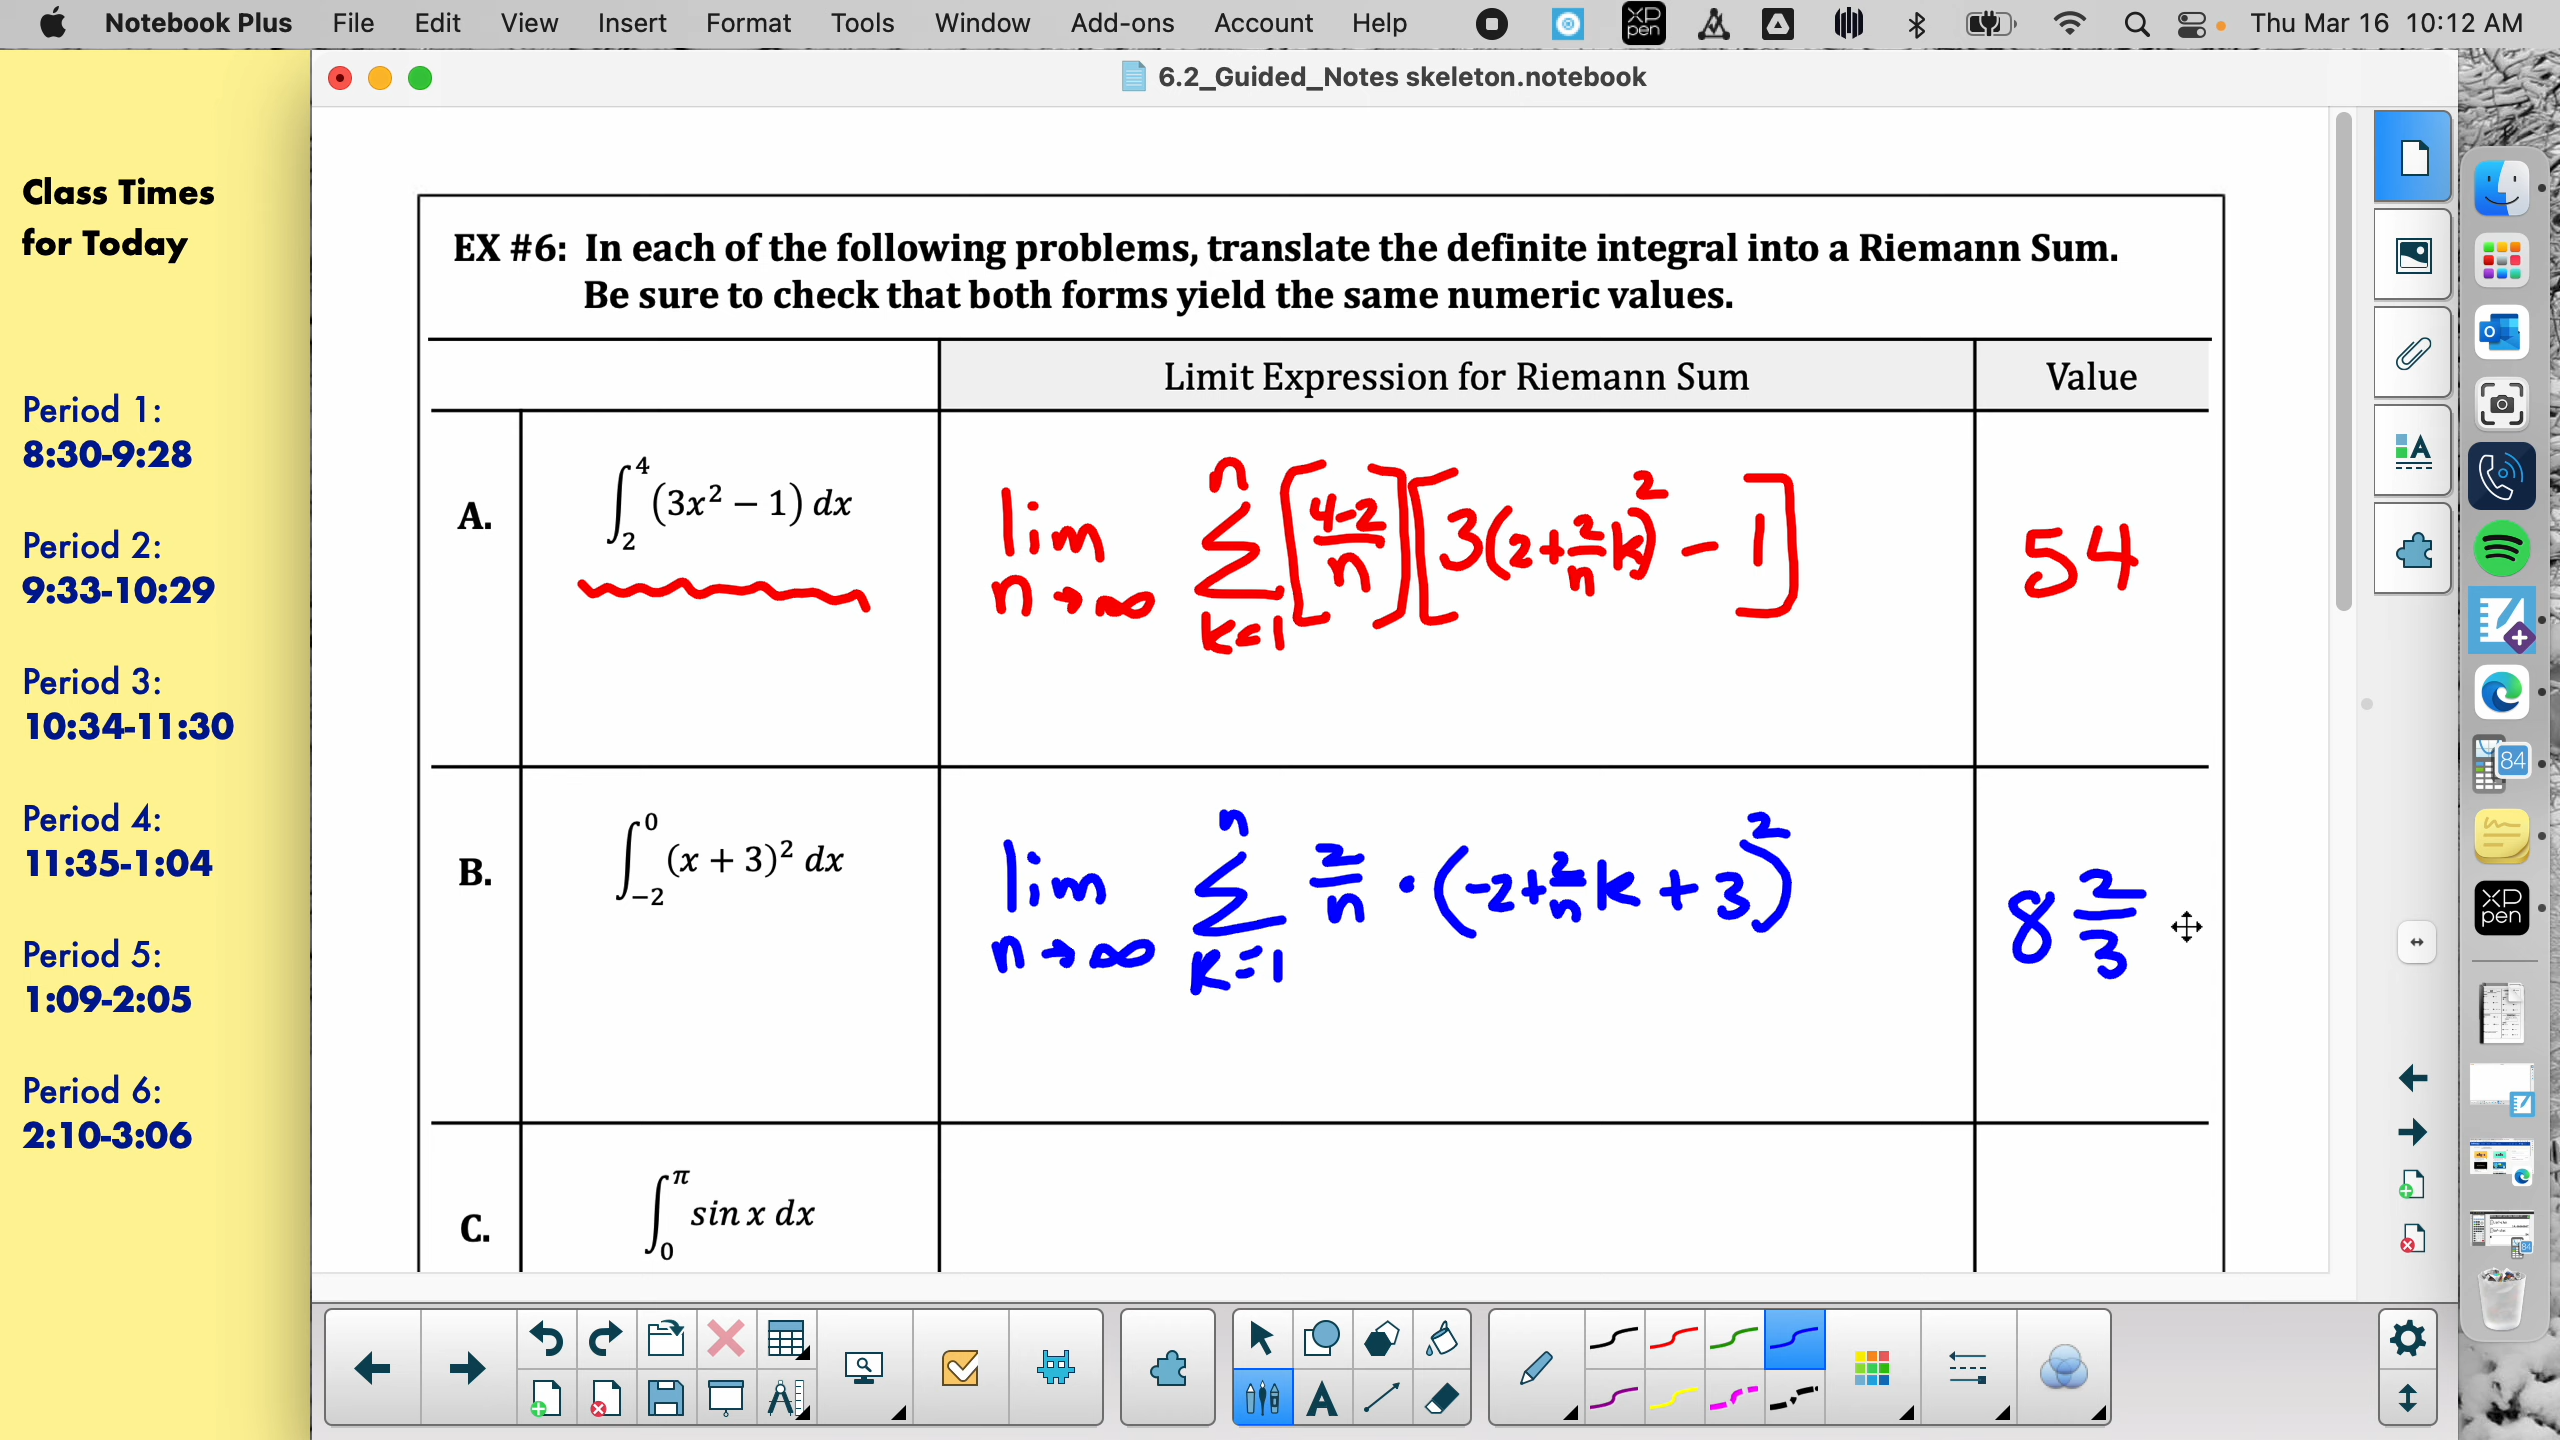 Notebook Plus File Edit View Insert Format Tools Window Add-ons Account Help XP pen Thu Mar 16 10:12 AM
6.2_Guided_Notes skeleton.notebook
Class Times
for Today
Period 1:
8:30-9:28
Period 2:
9:33-10:29
Period 3:
10:34-11:30
Period 4:
11:35-1:04
Period 5:
1:09-2:05
Period 6:
2:10-3:06
EX #6: In each of the following problems, translate the definite integral into a Riemann Sum.
Be sure to check that both forms yield the same numeric values.
Limit Expression for Riemann Sum Value
A. ∫₂⁴ (3x² − 1) dx lim n→∞ Σ k=1 n [4-2/n][3(2+2/n k)² − 1] 54
B. ∫₋₂⁰ (x + 3)² dx lim n→∞ Σ k=1 n 2/n · (-2+2/n k + 3)² 8 2/3
C. ∫₀^π sin x dx
A
84
XP
pen
A